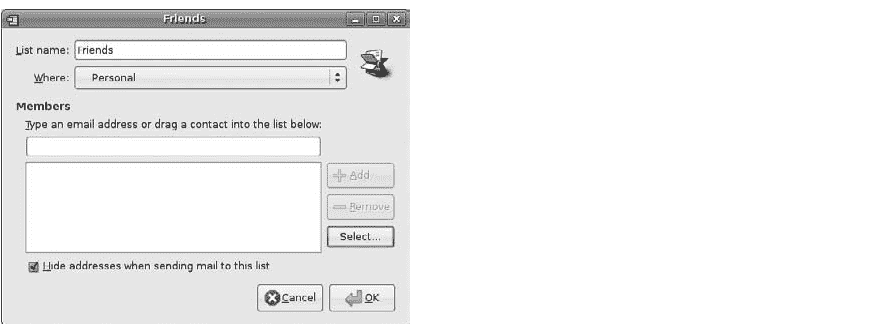 Friends
List name: Friends
Where: Personal
Members
Type an email address or drag a contact into the list below:
Add
Remove
Select...
Hide addresses when sending mail to this list
Cancel OK